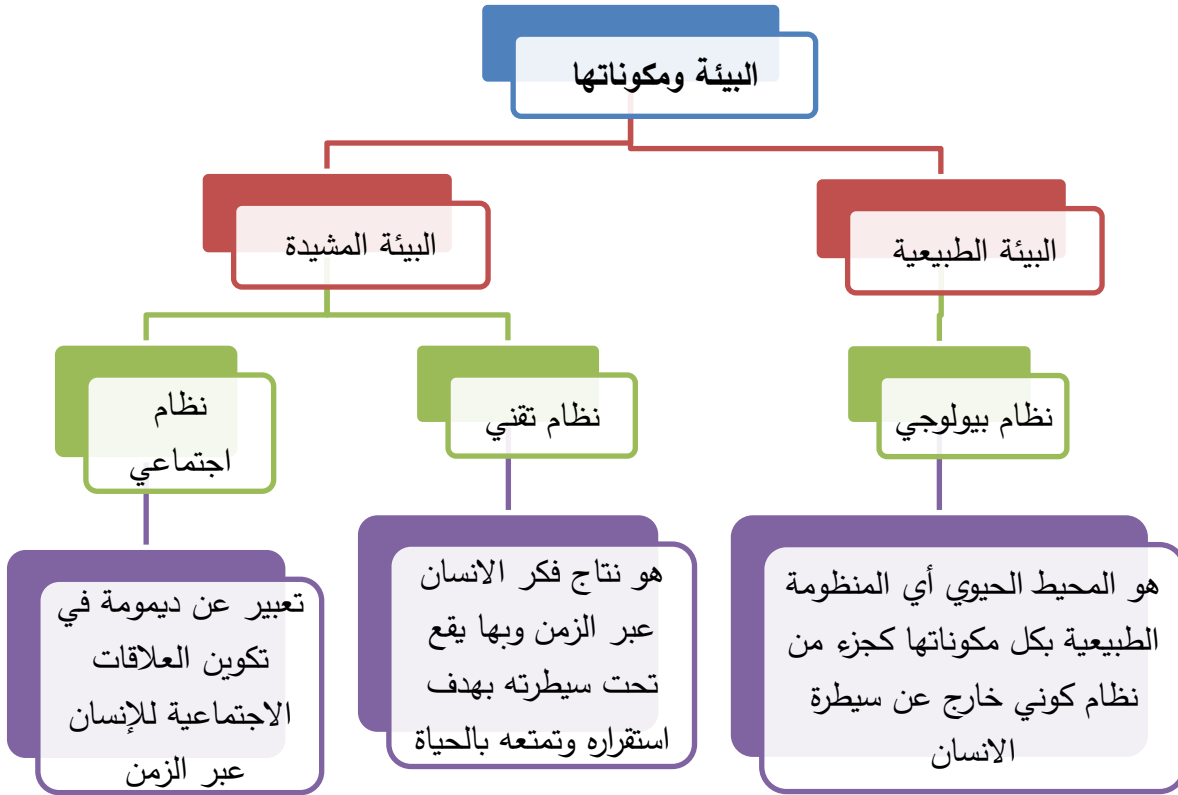 البيئة ومكوناتها
البيئة الطبيعية
البيئة المشيدة
نظام بيولوجي
نظام تقني
نظام
اجتماعي
هو المحيط الحيوي أي المنظومة
الطبيعية بكل مكوناتها كجزء من
نظام كوني خارج عن سيطرة
الانسان
هو نتاج فكر الانسان
عبر الزمن وبها يقع
تحت سيطرته بهدف
استقراره وتمتعه بالحياة
تعبير عن ديمومة في
تكوين العلاقات
الاجتماعية للإنسان
عبر الزمن